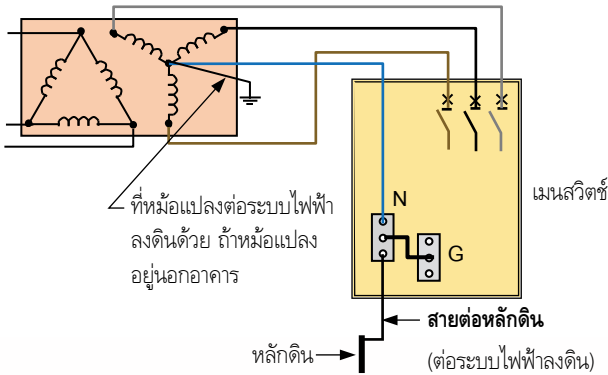 เมนสวิตช์
ที่หม้อแปลงต่อระบบไฟฟ้า
ลงดินด้วย ถ้าหม้อแปลง
อยู่นอกอาคาร
N
G
สายต่อหลักดิน
(ต่อระบบไฟฟ้าลงดิน)
หลักดิน